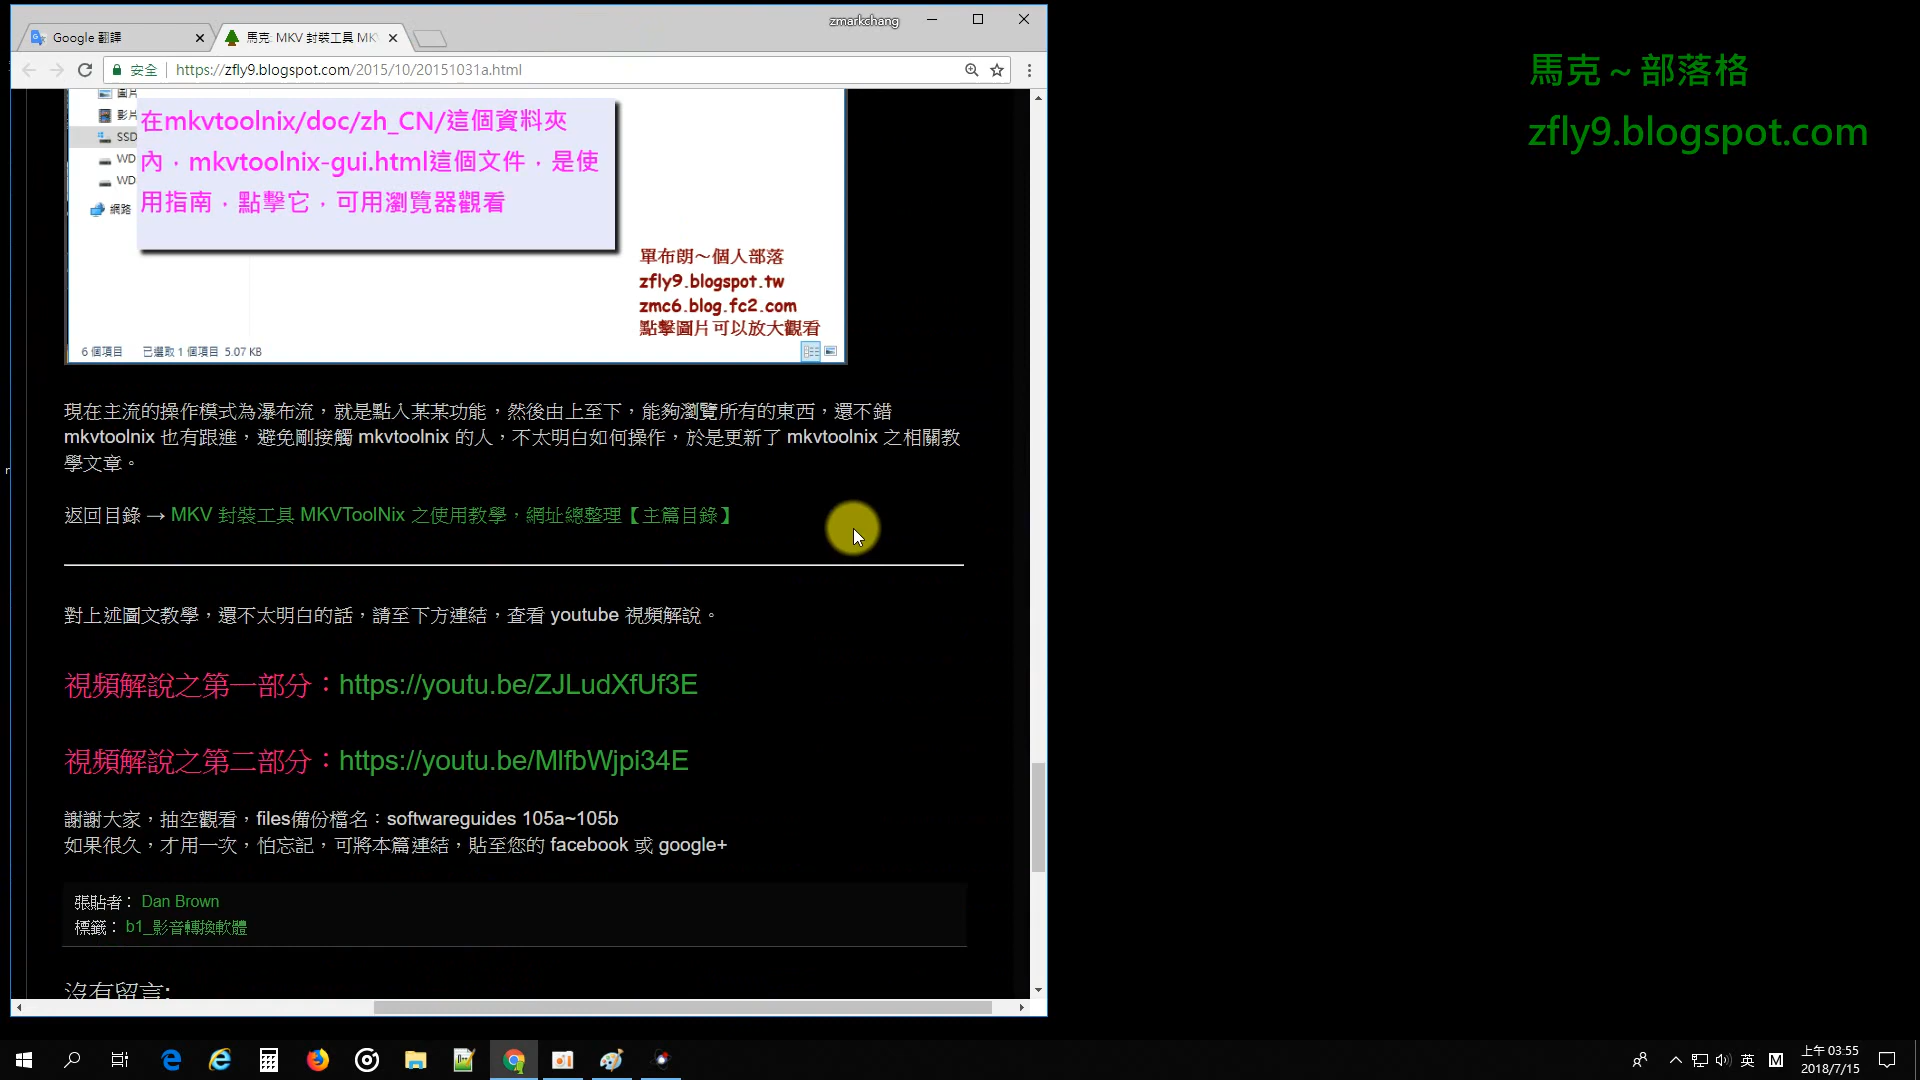 zmarkchang
Google 翻譯
馬克: MKV 封裝工具 MK
安全
https://zfly9.blogspot.com/2015/10/20151031a.html
馬克～部落格
zfly9.blogspot.com
圖片
影片
SSD
WD
WD
網路
在mkvtoolnix/doc/zh_CN/這個資料夾
內，mkvtoolnix-gui.html這個文件，是使
用指南，點擊它，可用瀏覽器觀看
單布朗～個人部落
zfly9.blogspot.tw
zmc6.blog.fc2.com
點擊圖片可以放大觀看
6 個項目 已選取 1 個項目 5.07 KB
現在主流的操作模式為瀑布流，就是點入某某功能，然後由上至下，能夠瀏覽所有的東西，還不錯
mkvtoolnix 也有跟進，避免剛接觸 mkvtoolnix 的人，不太明白如何操作，於是更新了 mkvtoolnix 之相關教
學文章。
返回目錄 → MKV 封裝工具 MKVToolNix 之使用教學，網址總整理【主篇目錄】
對上述圖文教學，還不太明白的話，請至下方連結，查看 youtube 視頻解說。
視頻解說之第一部分：https://youtu.be/ZJLudXfUf3E
視頻解說之第二部分：https://youtu.be/MlfbWjpi34E
謝謝大家，抽空觀看，files備份檔名：softwareguides 105a~105b
如果很久，才用一次，怕忘記，可將本篇連結，貼至您的 facebook 或 google+
張貼者： Dan Brown
標籤： b1_影音轉換軟體
沒有留言:
英
M
上午 03:55
2018/7/15